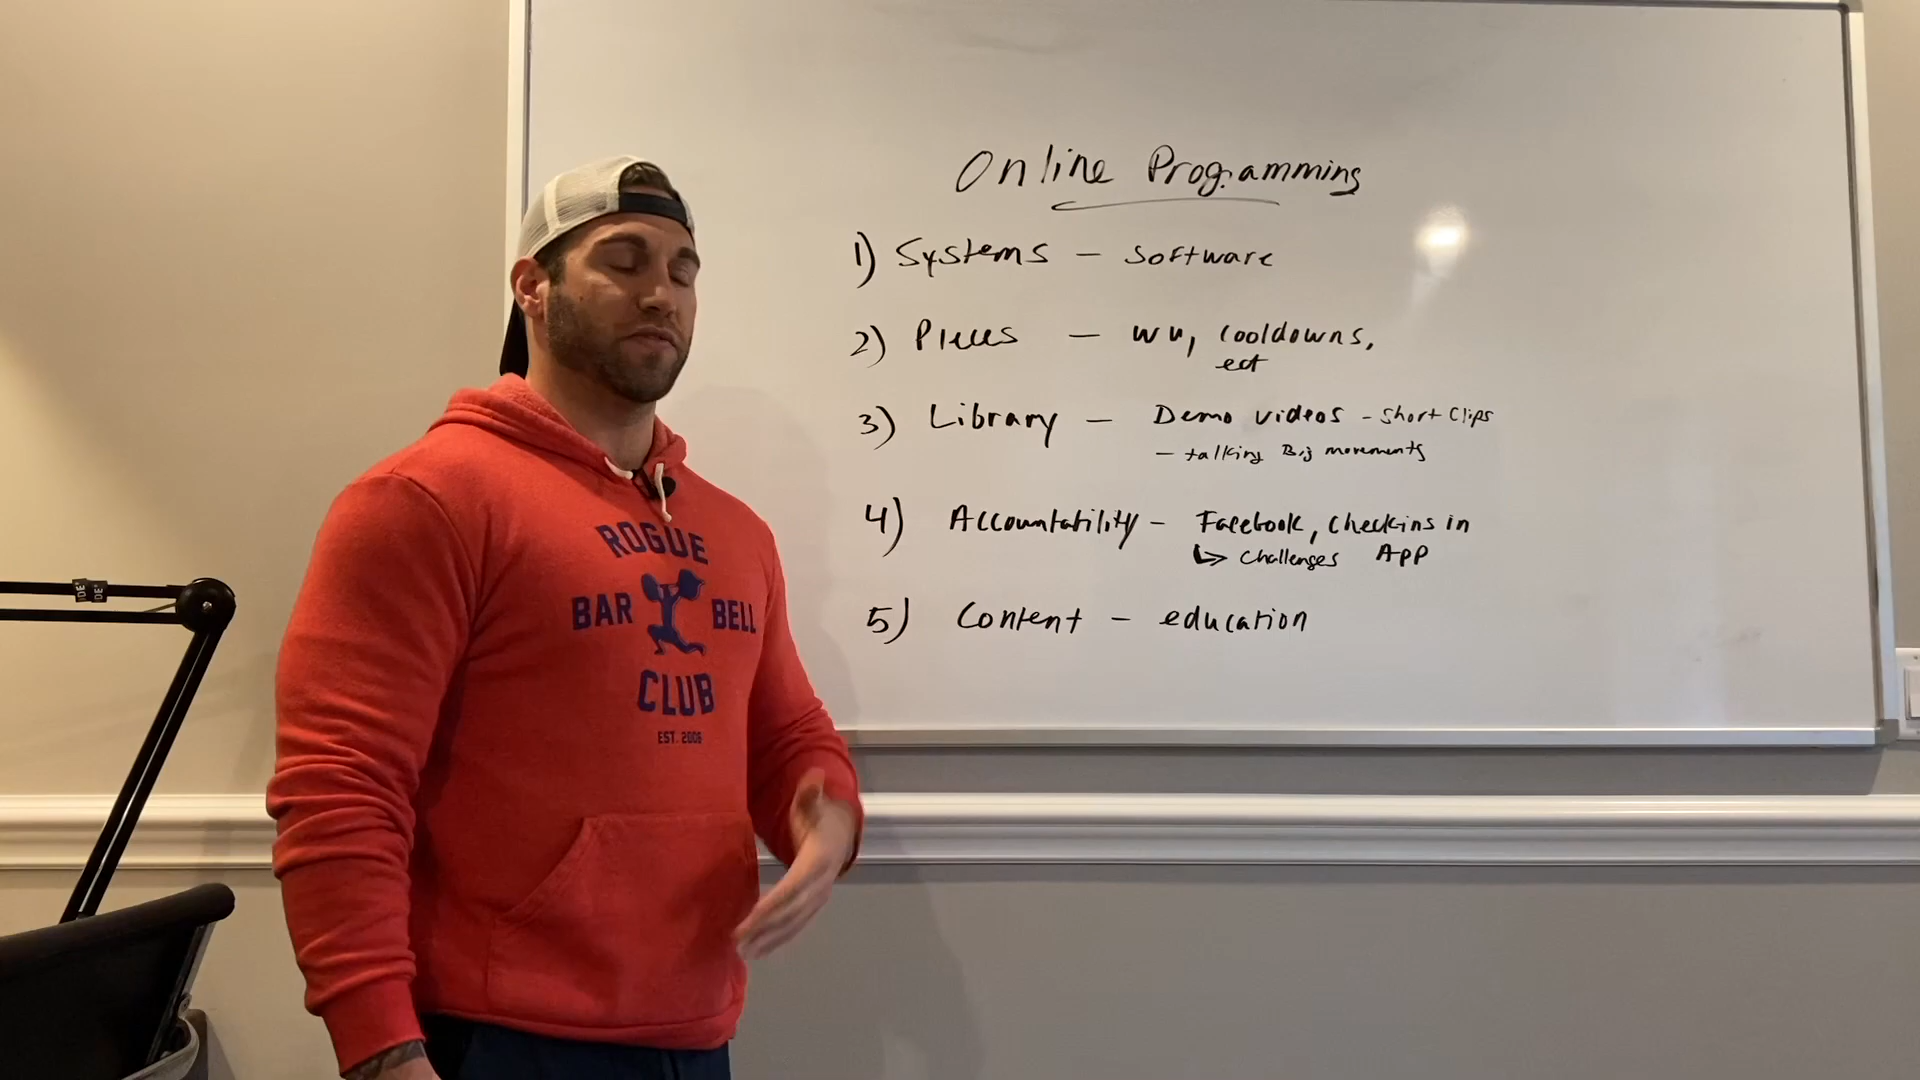 Online Programming
1) Systems - Software
2) Pieces - wu, cooldowns,
ect
3) Library - Demo videos - short clips
- talking Big movements
4) Accountability - Facebook, checkins in
↳ challenges App
5) Content - education
ROGUE
BAR BELL
CLUB
EST. 2006